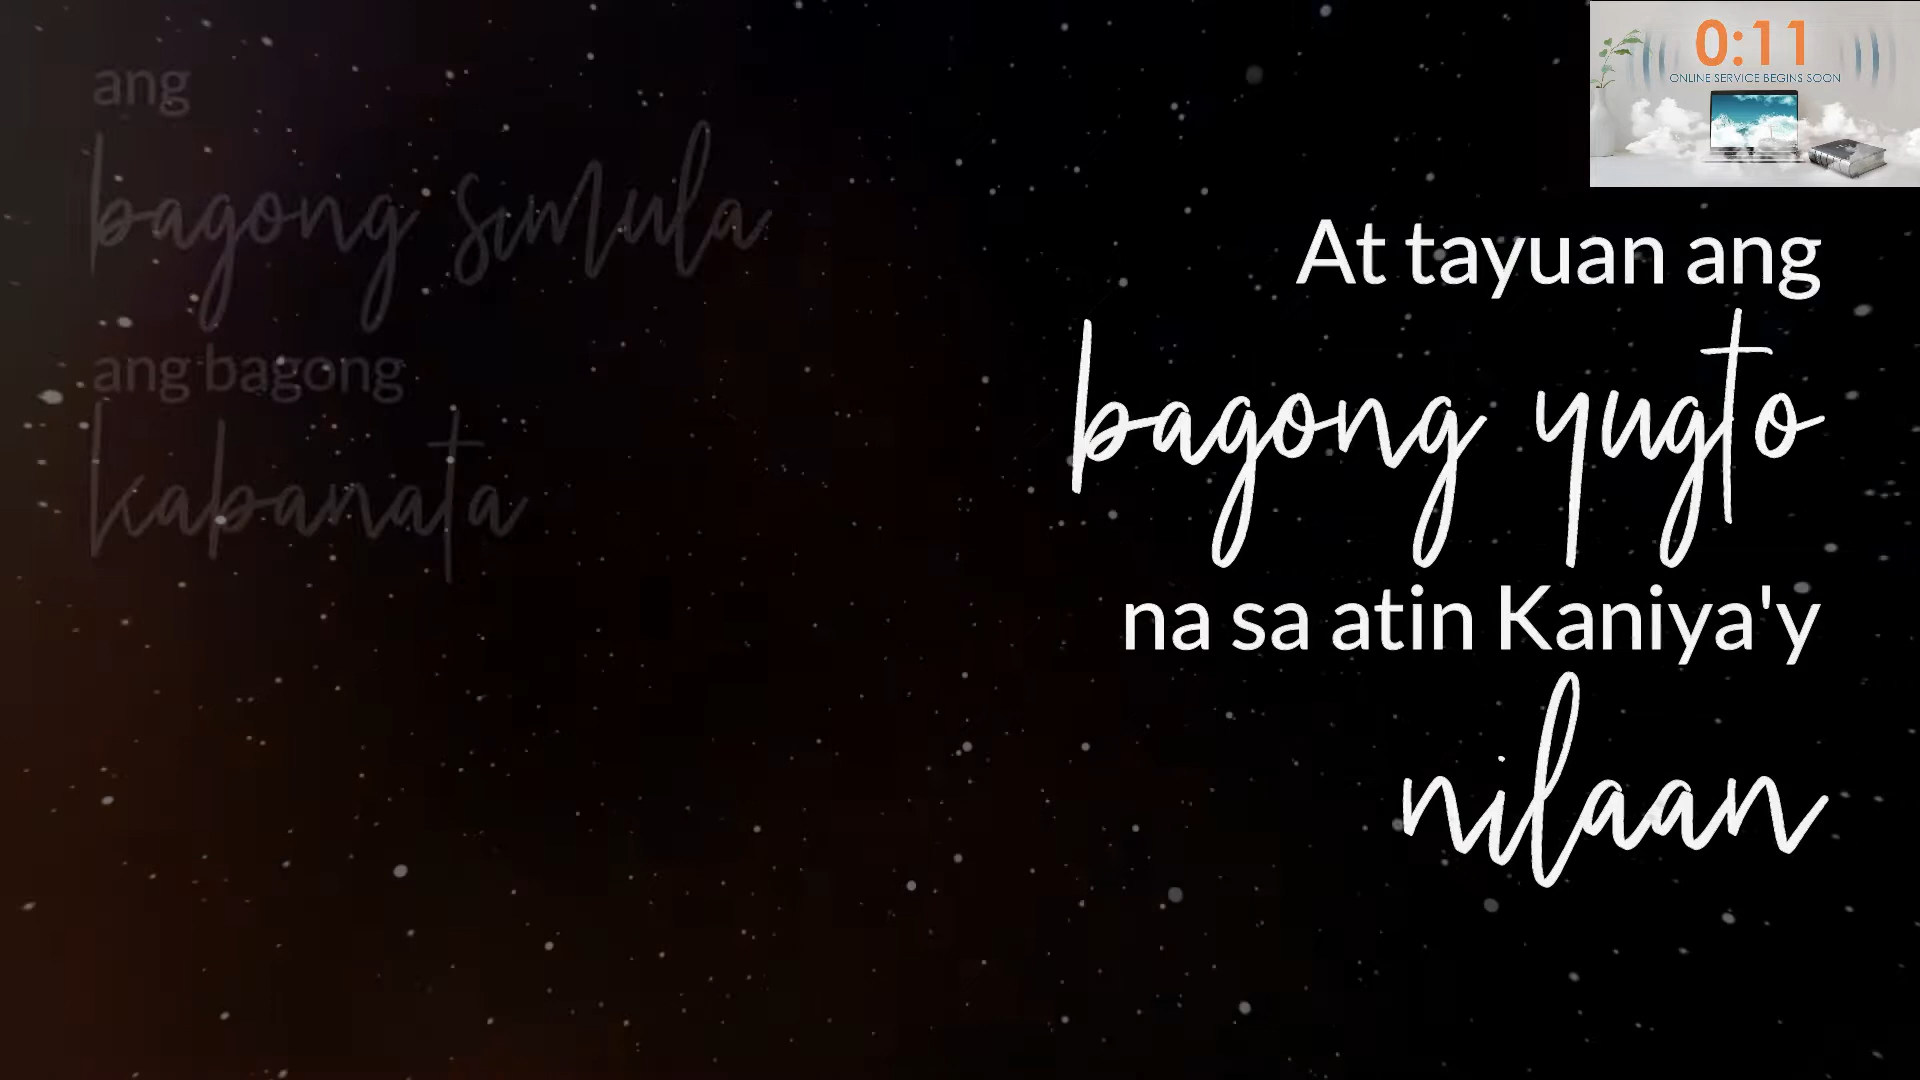 ang
bagong simula
ang bagong
kabanata
0:11
ONLINE SERVICE BEGINS SOON
At tayuan ang
bagong yugto
na sa atin Kaniya'y
nilaan